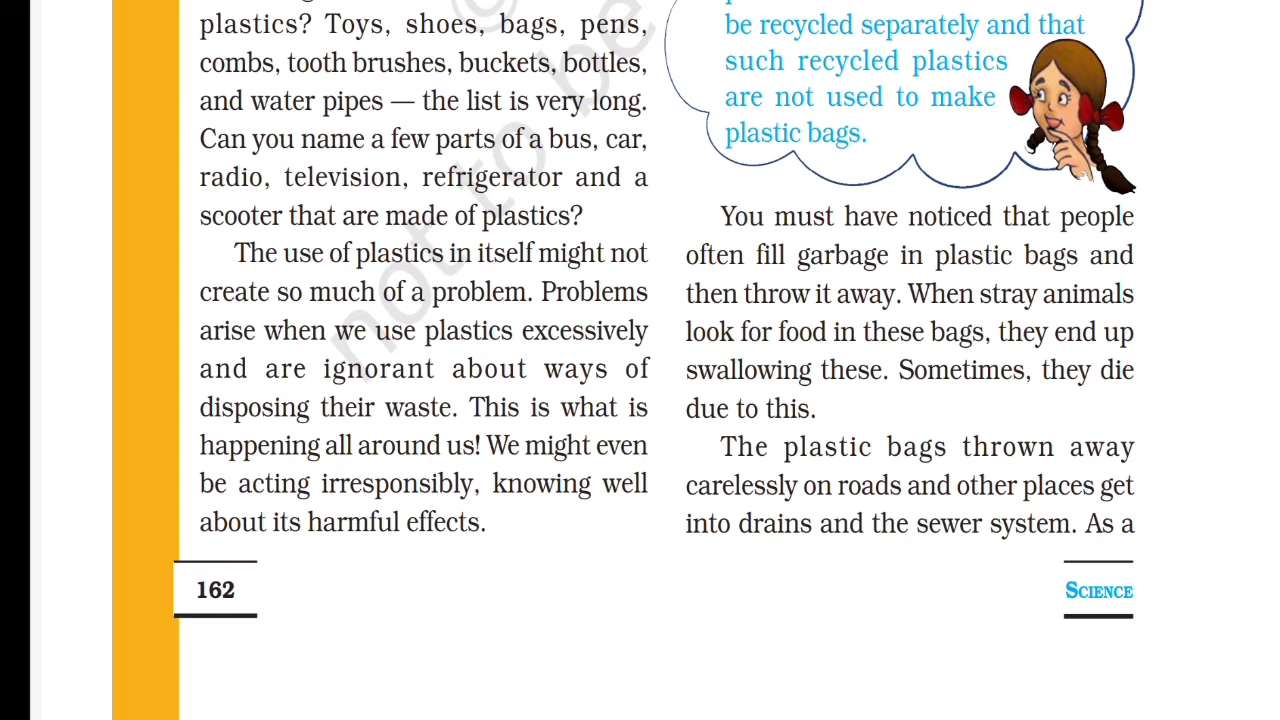 plastics? Toys, shoes, bags, pens,
combs, tooth brushes, buckets, bottles,
and water pipes — the list is very long.
Can you name a few parts of a bus, car,
radio, television, refrigerator and a
scooter that are made of plastics?
The use of plastics in itself might not
create so much of a problem. Problems
arise when we use plastics excessively
and are ignorant about ways of
disposing their waste. This is what is
happening all around us! We might even
be acting irresponsibly, knowing well
about its harmful effects.
be recycled separately and that
such recycled plastics
are not used to make
plastic bags.
You must have noticed that people
often fill garbage in plastic bags and
then throw it away. When stray animals
look for food in these bags, they end up
swallowing these. Sometimes, they die
due to this.
The plastic bags thrown away
carelessly on roads and other places get
into drains and the sewer system. As a
162
SCIENCE
not to be